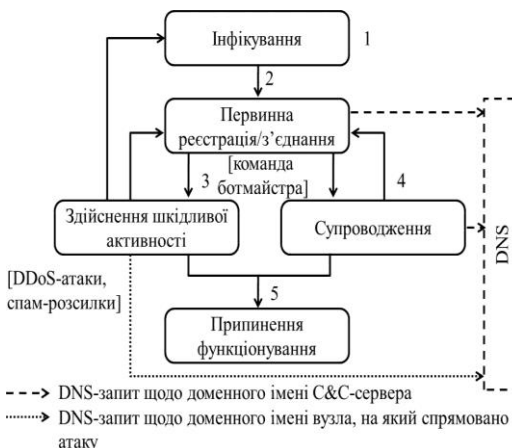 Інфікування
1
2
Первинна
реєстрація/з’єднання
[команда
ботмайстра]
3
4
Здійснення шкідливої
активності
Супроводження
DNS
[DDoS-атаки,
спам-розсилки]
5
Припинення
функціонування
DNS-запит щодо доменного імені C&C-сервера
DNS-запит щодо доменного імені вузла, на який спрямовано
атаку